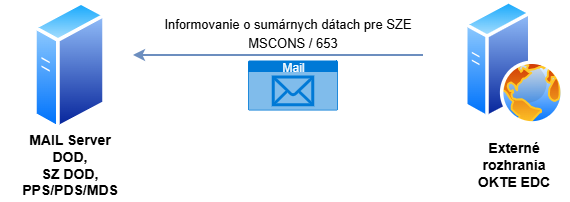 Informovanie o sumárnych dátach pre SZE
MSCONS / 653
Mail
MAIL Server
DOD,
SZ DOD,
PPS/PDS/MDS
Externé
rozhrania
OKTE EDC